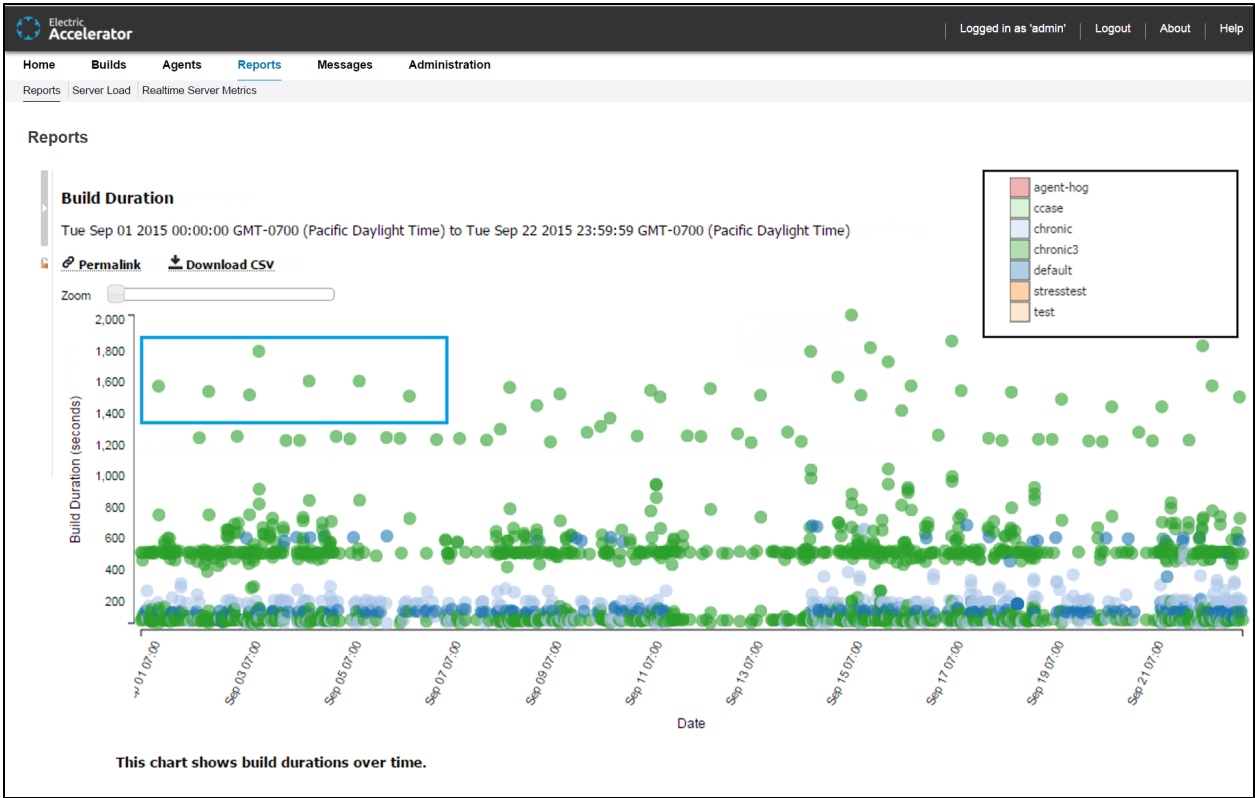 Electric
Accelerator
Logged in as 'admin' Logout About Help
Home Builds Agents Reports Messages Administration
Reports Server Load Realtime Server Metrics
Reports
Build Duration
Tue Sep 01 2015 00:00:00 GMT-0700 (Pacific Daylight Time) to Tue Sep 22 2015 23:59:59 GMT-0700 (Pacific Daylight Time)
Permalink Download CSV
Zoom
agent-hog
ccase
chronic
chronic3
default
stresstest
test
Build Duration (seconds)
2,000
1,800
1,600
1,400
1,200
1,000
800
600
400
200
01 07:00
Sep 03 07:00
Sep 05 07:00
Sep 07 07:00
Sep 09 07:00
Sep 11 07:00
Sep 13 07:00
Sep 15 07:00
Sep 17 07:00
Sep 19 07:00
Sep 21 07:00
Date
This chart shows build durations over time.